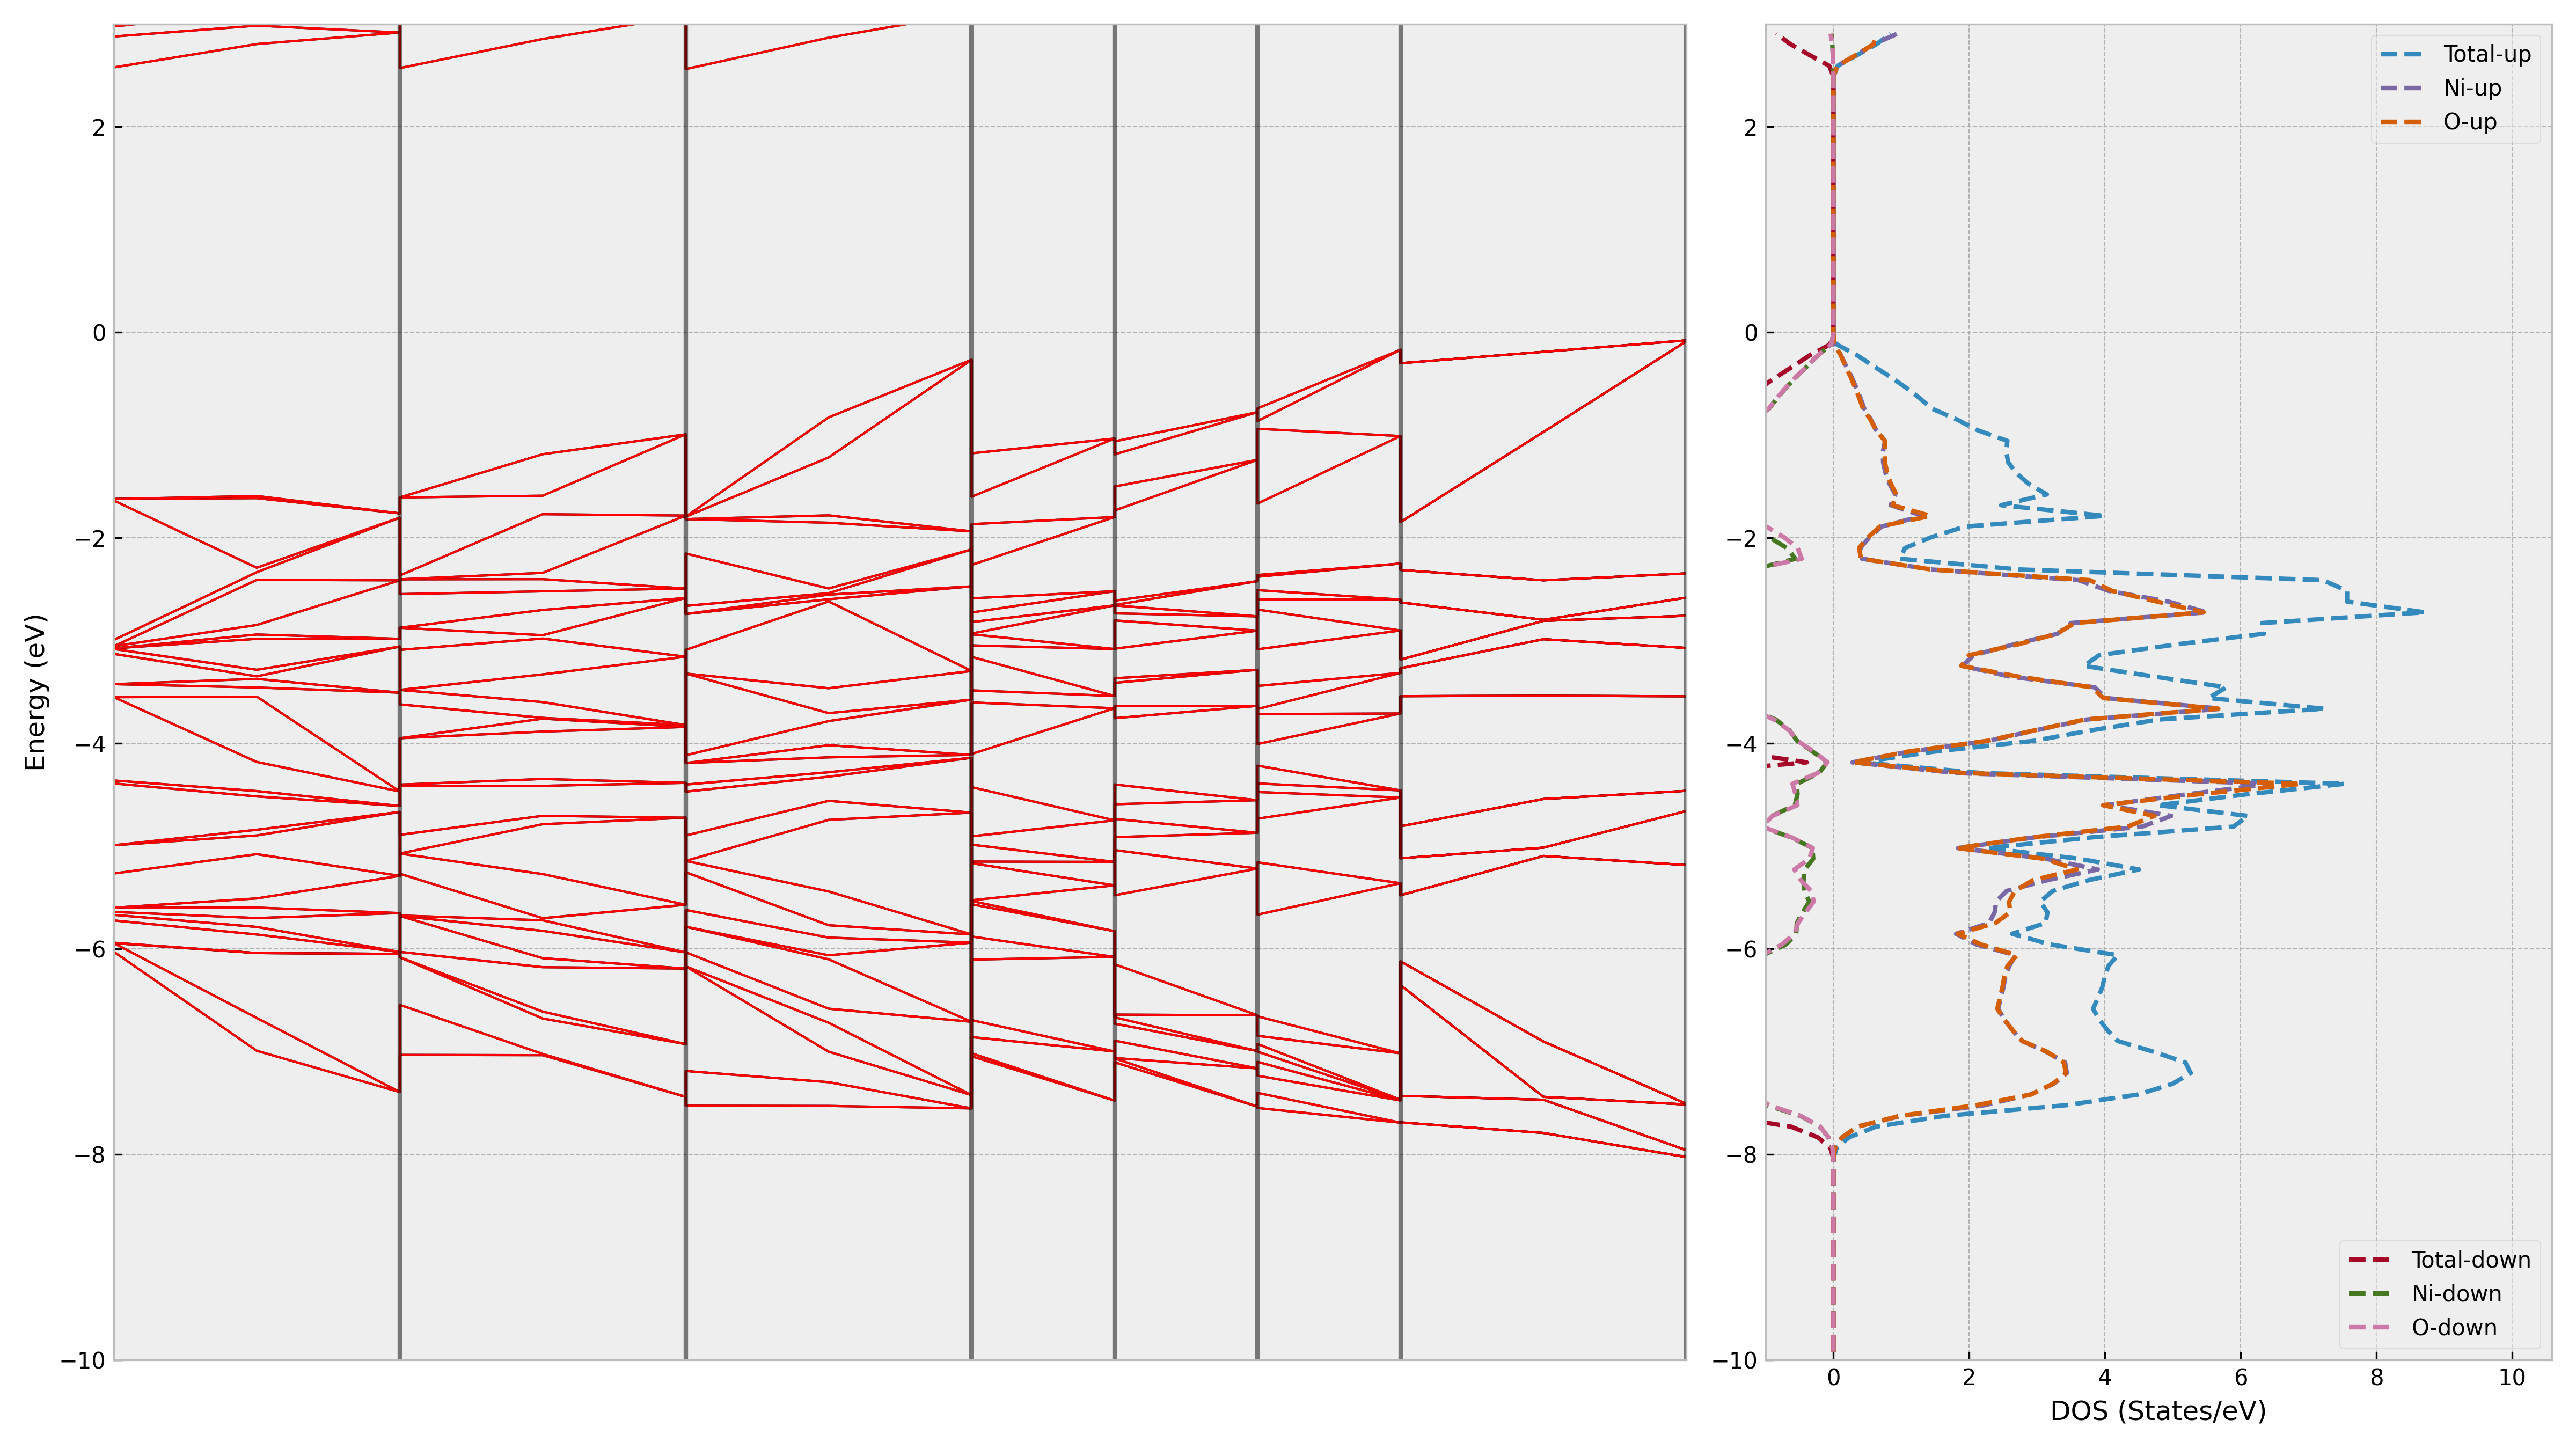 Energy (eV)
2
0
−2
−4
−6
−8
−10
2
0
−2
−4
−6
−8
−10
Total-up
Ni-up
O-up
Total-down
Ni-down
O-down
0 2 4 6 8 10
DOS (States/eV)